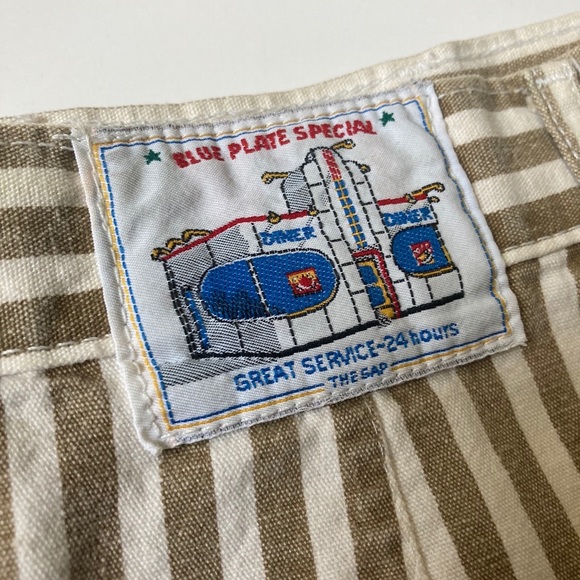 BLUE PLATE SPECIAL
DINER
DINER
GREAT SERVICE-24 hours
THE GAP